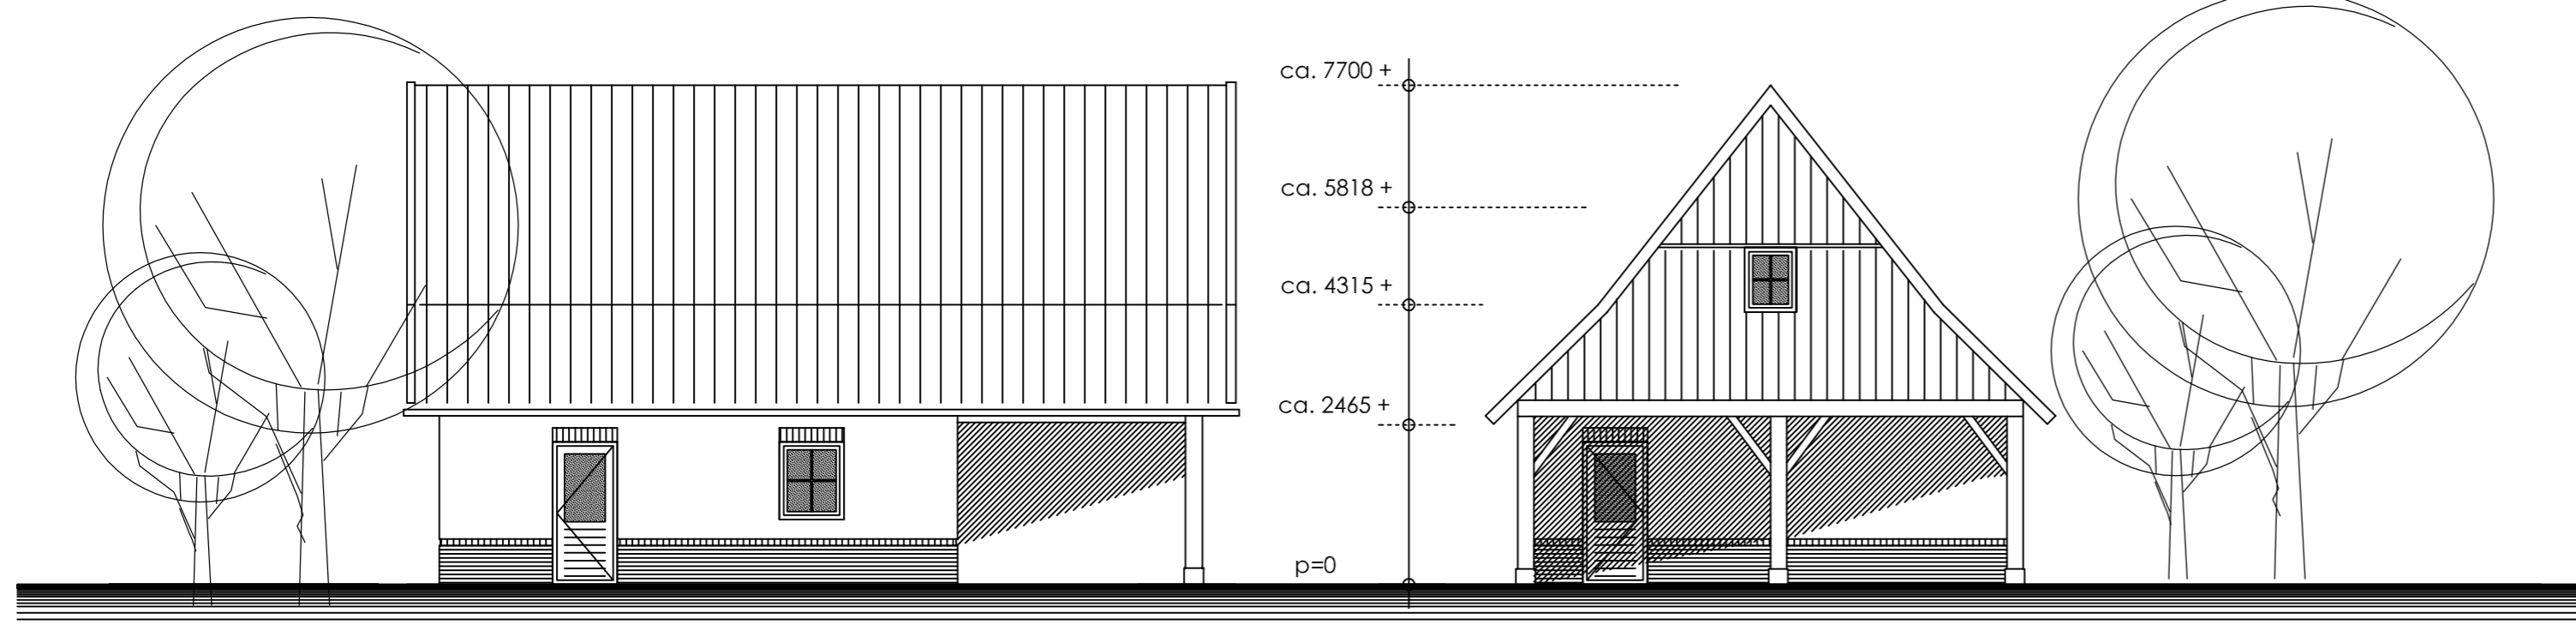 ca. 7700 +
ca. 5818 +
ca. 4315 +
ca. 2465 +
p=0